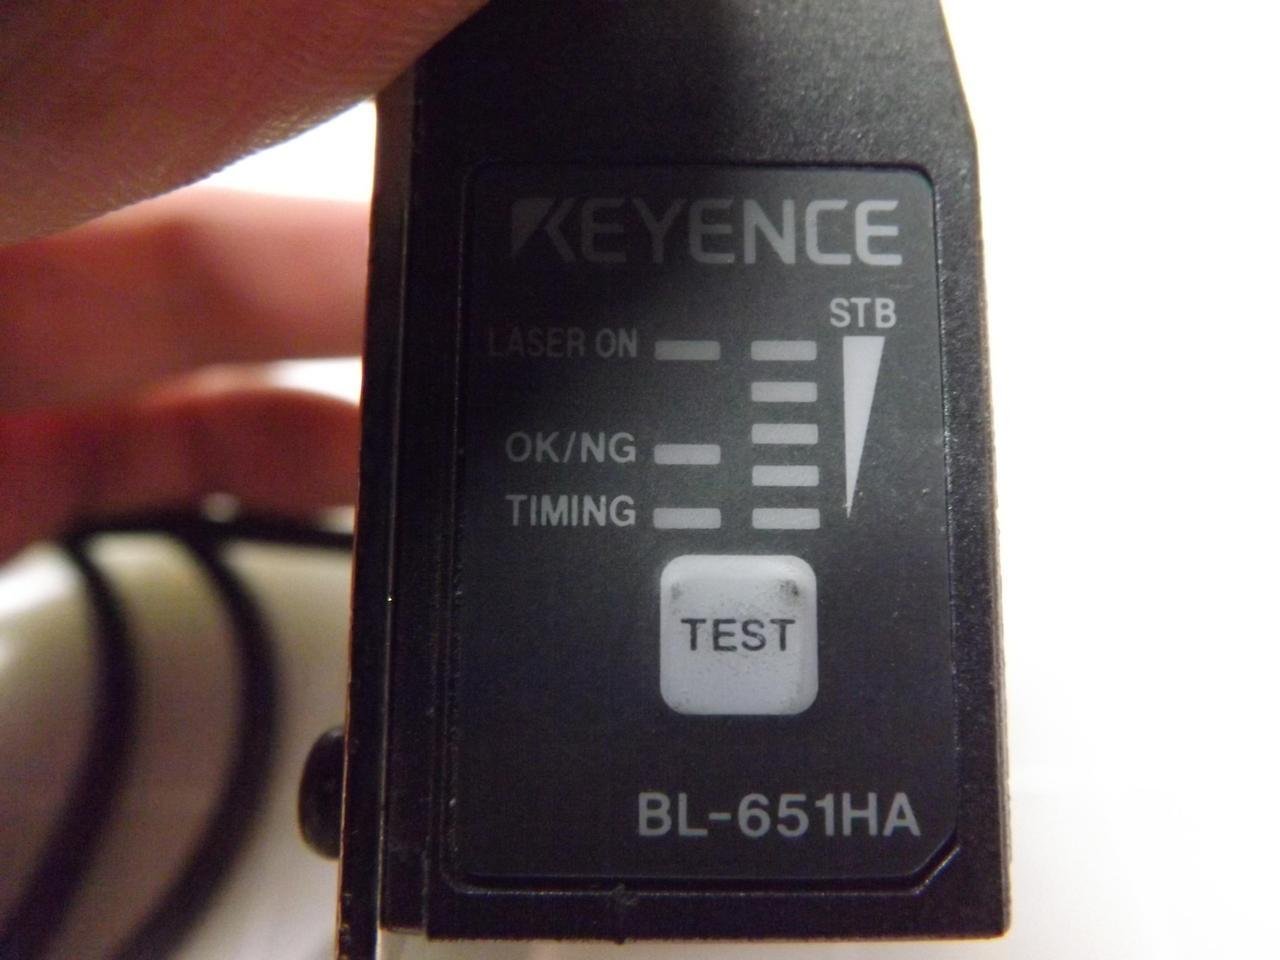 KEYENCE
STB
LASER ON
OK/NG
TIMING
TEST
BL-651HA